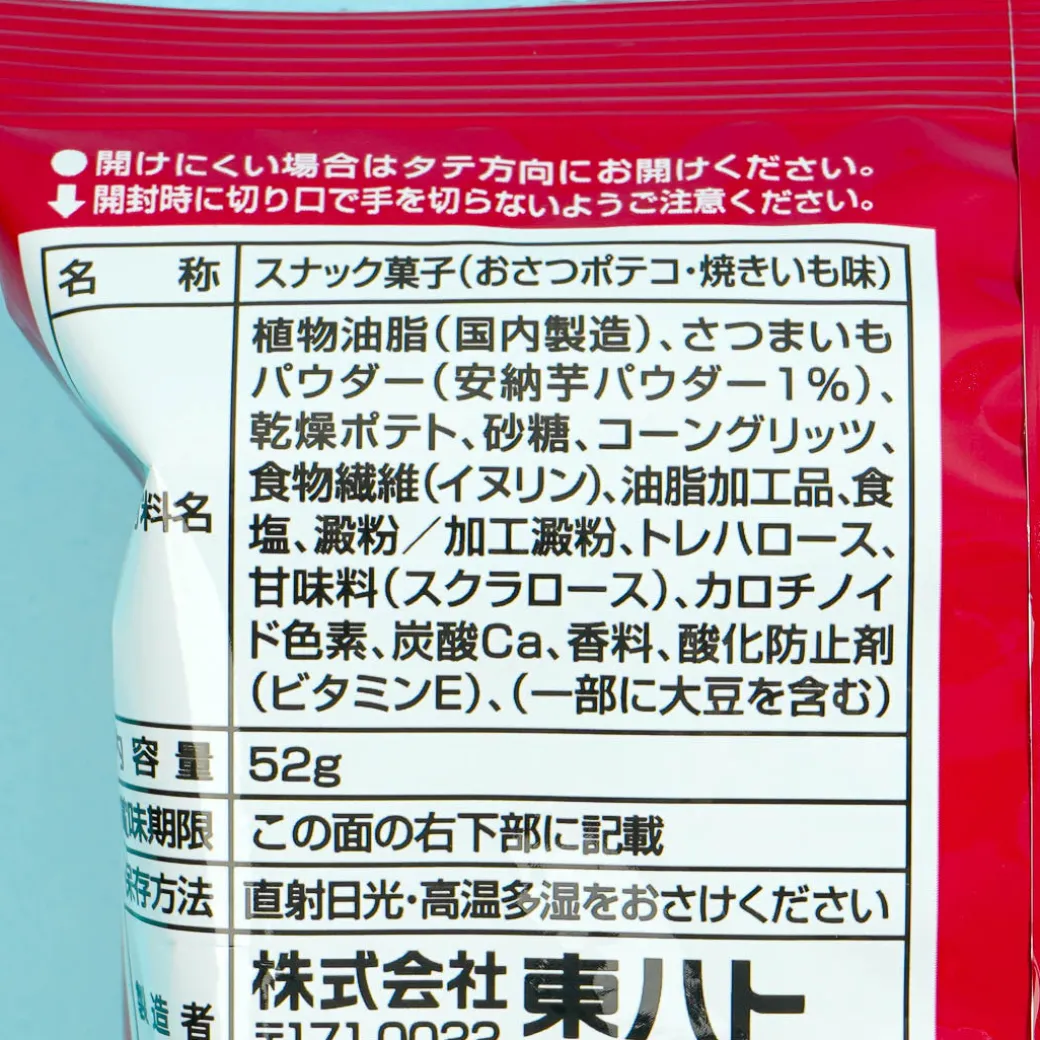 ●開けにくい場合はタテ方向にお開けください。
⬇開封時に切り口で手を切らないようご注意ください。
名称 スナック菓子(おさつポテコ・焼きいも味)
植物油脂(国内製造)、さつまいも
パウダー(安納芋パウダー1%)、
乾燥ポテト、砂糖、コーングリッツ、
食物繊維(イヌリン)、油脂加工品、食
料名
塩、澱粉/加工澱粉、トレハロース、
甘味料(スクラロース)、カロチノイ
ド色素、炭酸Ca、香料、酸化防止剤
(ビタミンE)、(一部に大豆を含む)
内容量 52g
味期限 この面の右下部に記載
保存方法 直射日光・高温多湿をおさけください
製造者 株式会社東ハト
〒171-0022